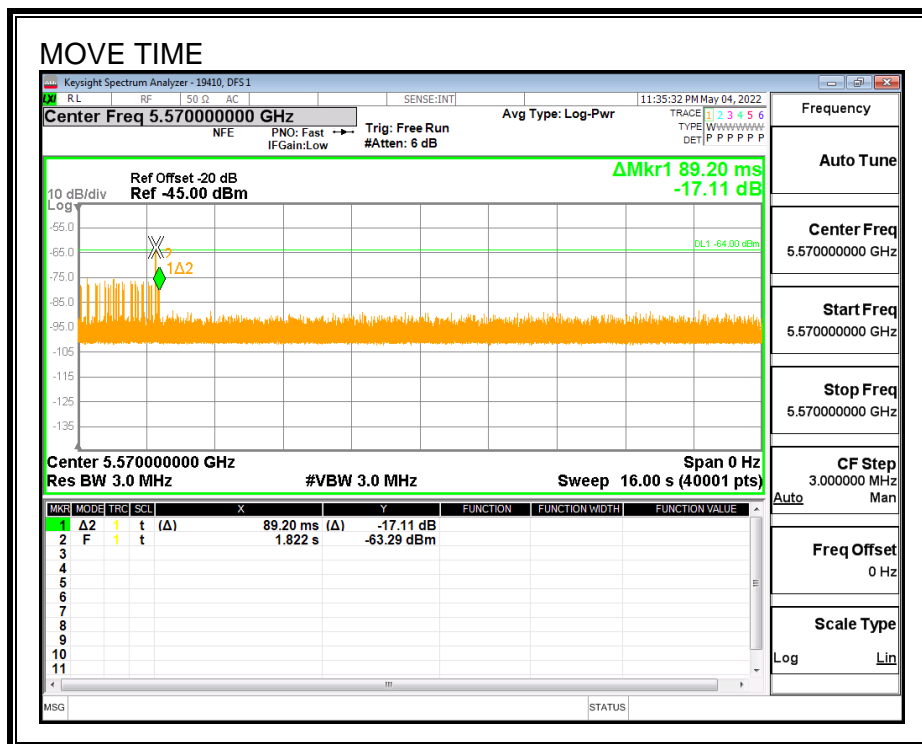 MOVE TIME
Keysight Spectrum Analyzer - 19410, DFS 1
LXI RL RF 50 Ω AC SENSE:INT 11:35:32 PM May 04, 2022
Center Freq 5.570000000 GHz
NFE
PNO: Fast
IFGain:Low
Trig: Free Run
#Atten: 6 dB
Avg Type: Log-Pwr
TRACE 1 2 3 4 5 6
TYPE WWWWWW
DET P P P P P P
ΔMkr1 89.20 ms
-17.11 dB
Ref Offset -20 dB
10 dB/div Ref -45.00 dBm
Log
-55.0
-65.0
-75.0
-85.0
-95.0
-105
-115
-125
-135
DL1 -64.00 dBm
2
1Δ2
Center 5.570000000 GHz Span 0 Hz
Res BW 3.0 MHz #VBW 3.0 MHz Sweep 16.00 s (40001 pts)
MKR MODE TRC SCL X Y FUNCTION FUNCTION WIDTH FUNCTION VALUE
1 Δ2 1 t (Δ) 89.20 ms (Δ) -17.11 dB
2 F 1 t 1.822 s -63.29 dBm
3
4
5
6
7
8
9
10
11
MSG STATUS
Frequency
Auto Tune
Center Freq
5.570000000 GHz
Start Freq
5.570000000 GHz
Stop Freq
5.570000000 GHz
CF Step
3.000000 MHz
Auto Man
Freq Offset
0 Hz
Scale Type
Log Lin